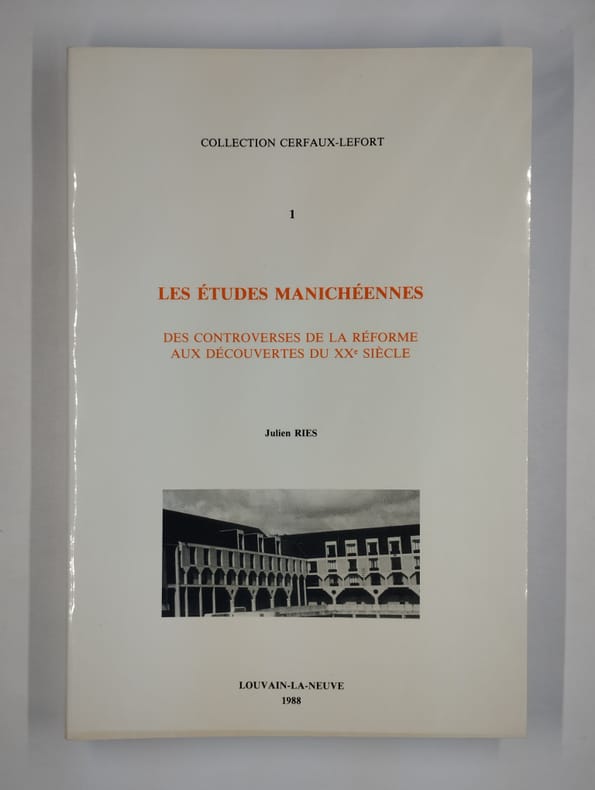 COLLECTION CERFAUX-LEFORT
1
LES ÉTUDES MANICHÉENNES
DES CONTROVERSES DE LA RÉFORME
AUX DÉCOUVERTES DU XXe SIÈCLE
Julien RIES
LOUVAIN-LA-NEUVE
1988